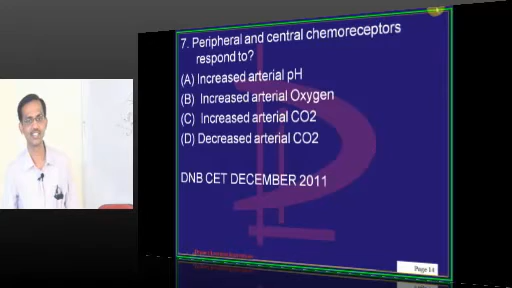 7. Peripheral and central chemoreceptors
respond to?
(A) Increased arterial pH
(B) Increased arterial Oxygen
(C) Increased arterial CO2
(D) Decreased arterial CO2
DNB CET DECEMBER 2011
Page 14